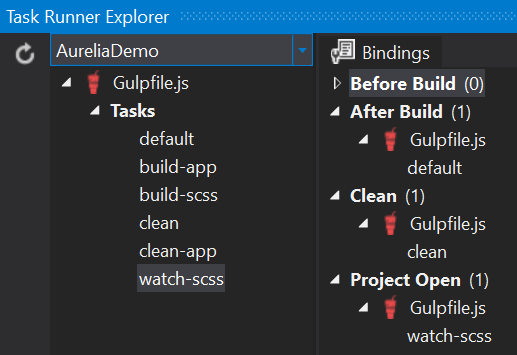 Task Runner Explorer
AureliaDemo
Gulpfile.js
Tasks
default
build-app
build-scss
clean
clean-app
watch-scss
Bindings
Before Build (0)
After Build (1)
Gulpfile.js
default
Clean (1)
Gulpfile.js
clean
Project Open (1)
Gulpfile.js
watch-scss